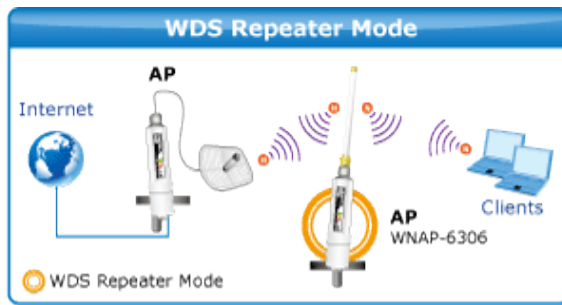 WDS Repeater Mode
AP
Internet
AP
WNAP-6306
Clients
WDS Repeater Mode